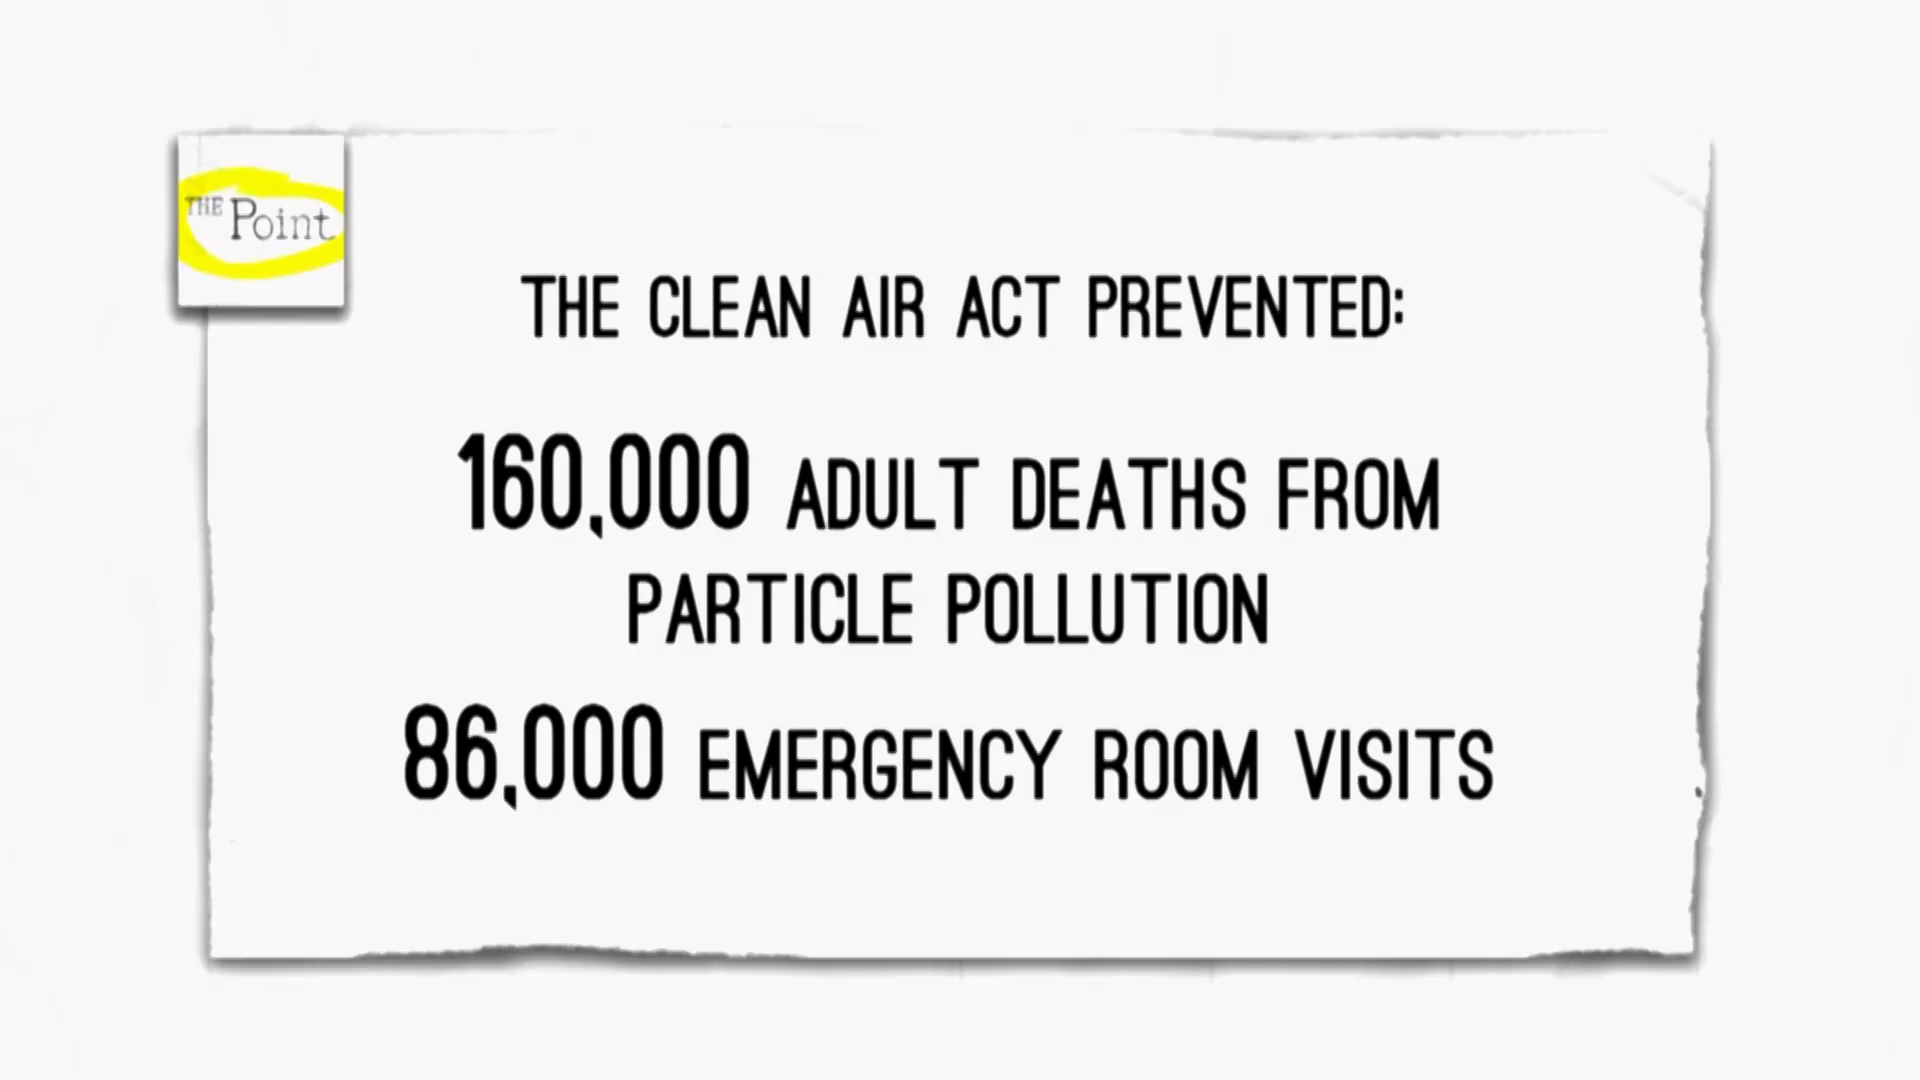 THE Point
THE CLEAN AIR ACT PREVENTED:
160,000 ADULT DEATHS FROM
PARTICLE POLLUTION
86,000 EMERGENCY ROOM VISITS